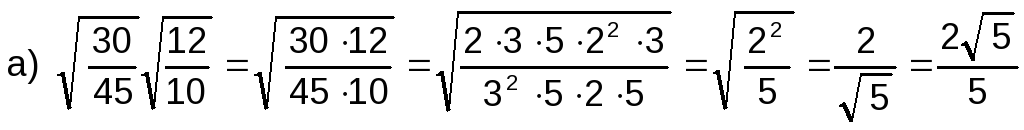 a) √(30/45) √(12/10) = √((30 · 12)/(45 · 10)) = √((2 · 3 · 5 · 2² · 3)/(3² · 5 · 2 · 5)) = √(2²/5) = 2/√5 = 2√5/5